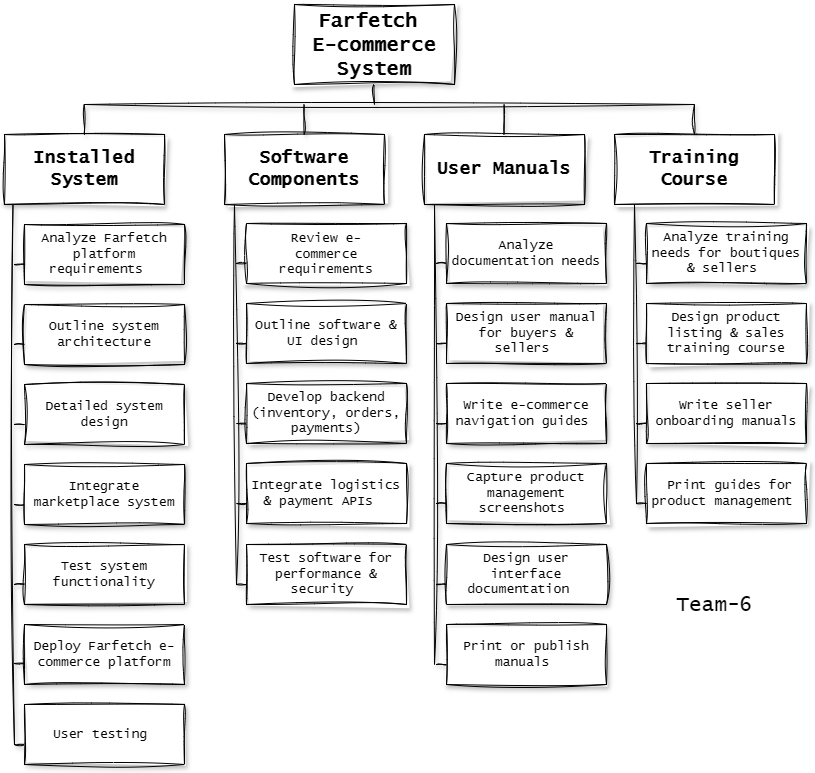 Farfetch
E-commerce
System
Installed
System
Analyze Farfetch
platform
requirements
Outline system
architecture
Detailed system
design
Integrate
marketplace system
Test system
functionality
Deploy Farfetch e-
commerce platform
User testing
Software
Components
Review e-
commerce
requirements
Outline software &
UI design
Develop backend
(inventory, orders,
payments)
Integrate logistics
& payment APIs
Test software for
performance &
security
User Manuals
Analyze
documentation needs
Design user manual
for buyers &
sellers
Write e-commerce
navigation guides
Capture product
management
screenshots
Design user
interface
documentation
Print or publish
manuals
Training
Course
Analyze training
needs for boutiques
& sellers
Design product
listing & sales
training course
Write seller
onboarding manuals
Print guides for
product management
Team-6